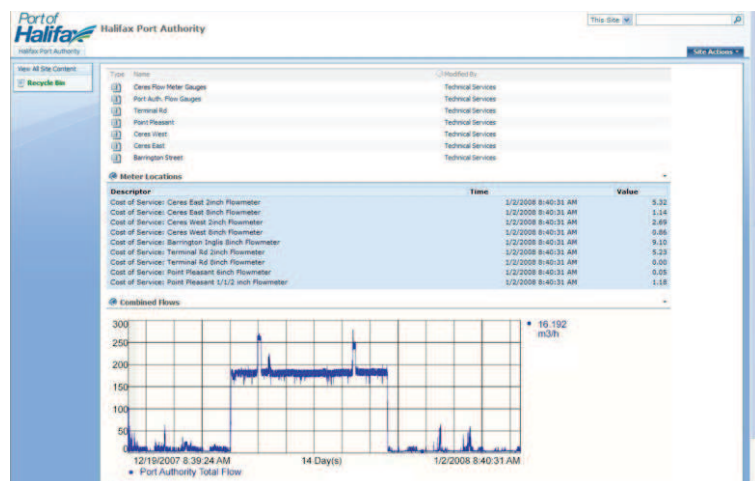 Port of
Halifax
Halifax Port Authority
This Site
Halifax Port Authority
Site Actions
View All Site Content
Recycle Bin
Type Name Modified By
Ceres Flow Meter Gauges Technical Services
Port Auth. Flow Gauges Technical Services
Terminal Rd Technical Services
Point Pleasant Technical Services
Ceres West Technical Services
Ceres East Technical Services
Barrington Street Technical Services
Meter Locations
Descriptor Time Value
Cost of Service: Ceres East 2inch Flowmeter 1/2/2008 8:40:31 AM 5.32
Cost of Service: Ceres East 8inch Flowmeter 1/2/2008 8:40:31 AM 1.14
Cost of Service: Ceres West 2inch Flowmeter 1/2/2008 8:40:31 AM 2.69
Cost of Service: Ceres West 8inch Flowmeter 1/2/2008 8:40:31 AM 0.86
Cost of Service: Barrington Inglis 8inch Flowmeter 1/2/2008 8:40:31 AM 9.10
Cost of Service: Terminal Rd 2inch Flowmeter 1/2/2008 8:40:31 AM 5.23
Cost of Service: Terminal Rd 8inch Flowmeter 1/2/2008 8:40:31 AM 0.00
Cost of Service: Point Pleasant 6inch Flowmeter 1/2/2008 8:40:31 AM 0.05
Cost of Service: Point Pleasant 1/1/2 inch Flowmeter 1/2/2008 8:40:31 AM 1.18
Combined Flows
300
250
200
150
100
50
16.192
m3/h
12/19/2007 8:39:24 AM 14 Day(s) 1/2/2008 8:40:31 AM
Port Authority Total Flow